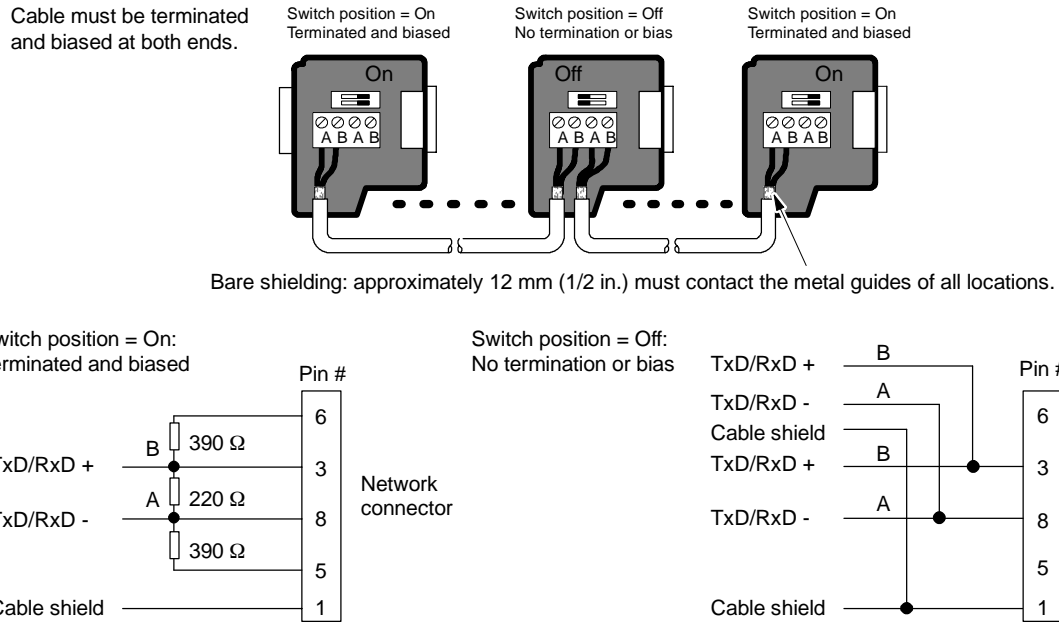 Cable must be terminated
and biased at both ends.
Switch position = On
Terminated and biased
Switch position = Off
No termination or bias
Switch position = On
Terminated and biased
On
Off
On
A B A B
A B A B
A B A B
Bare shielding: approximately 12 mm (1/2 in.) must contact the metal guides of all locations.
witch position = On:
erminated and biased
Pin #
6
390 Ω
B
xD/RxD +
3
A
220 Ω
Network
connector
xD/RxD -
8
390 Ω
5
Cable shield
1
Switch position = Off:
No termination or bias
TxD/RxD +
B
Pin #
TxD/RxD -
A
6
Cable shield
TxD/RxD +
B
3
TxD/RxD -
A
8
5
Cable shield
1